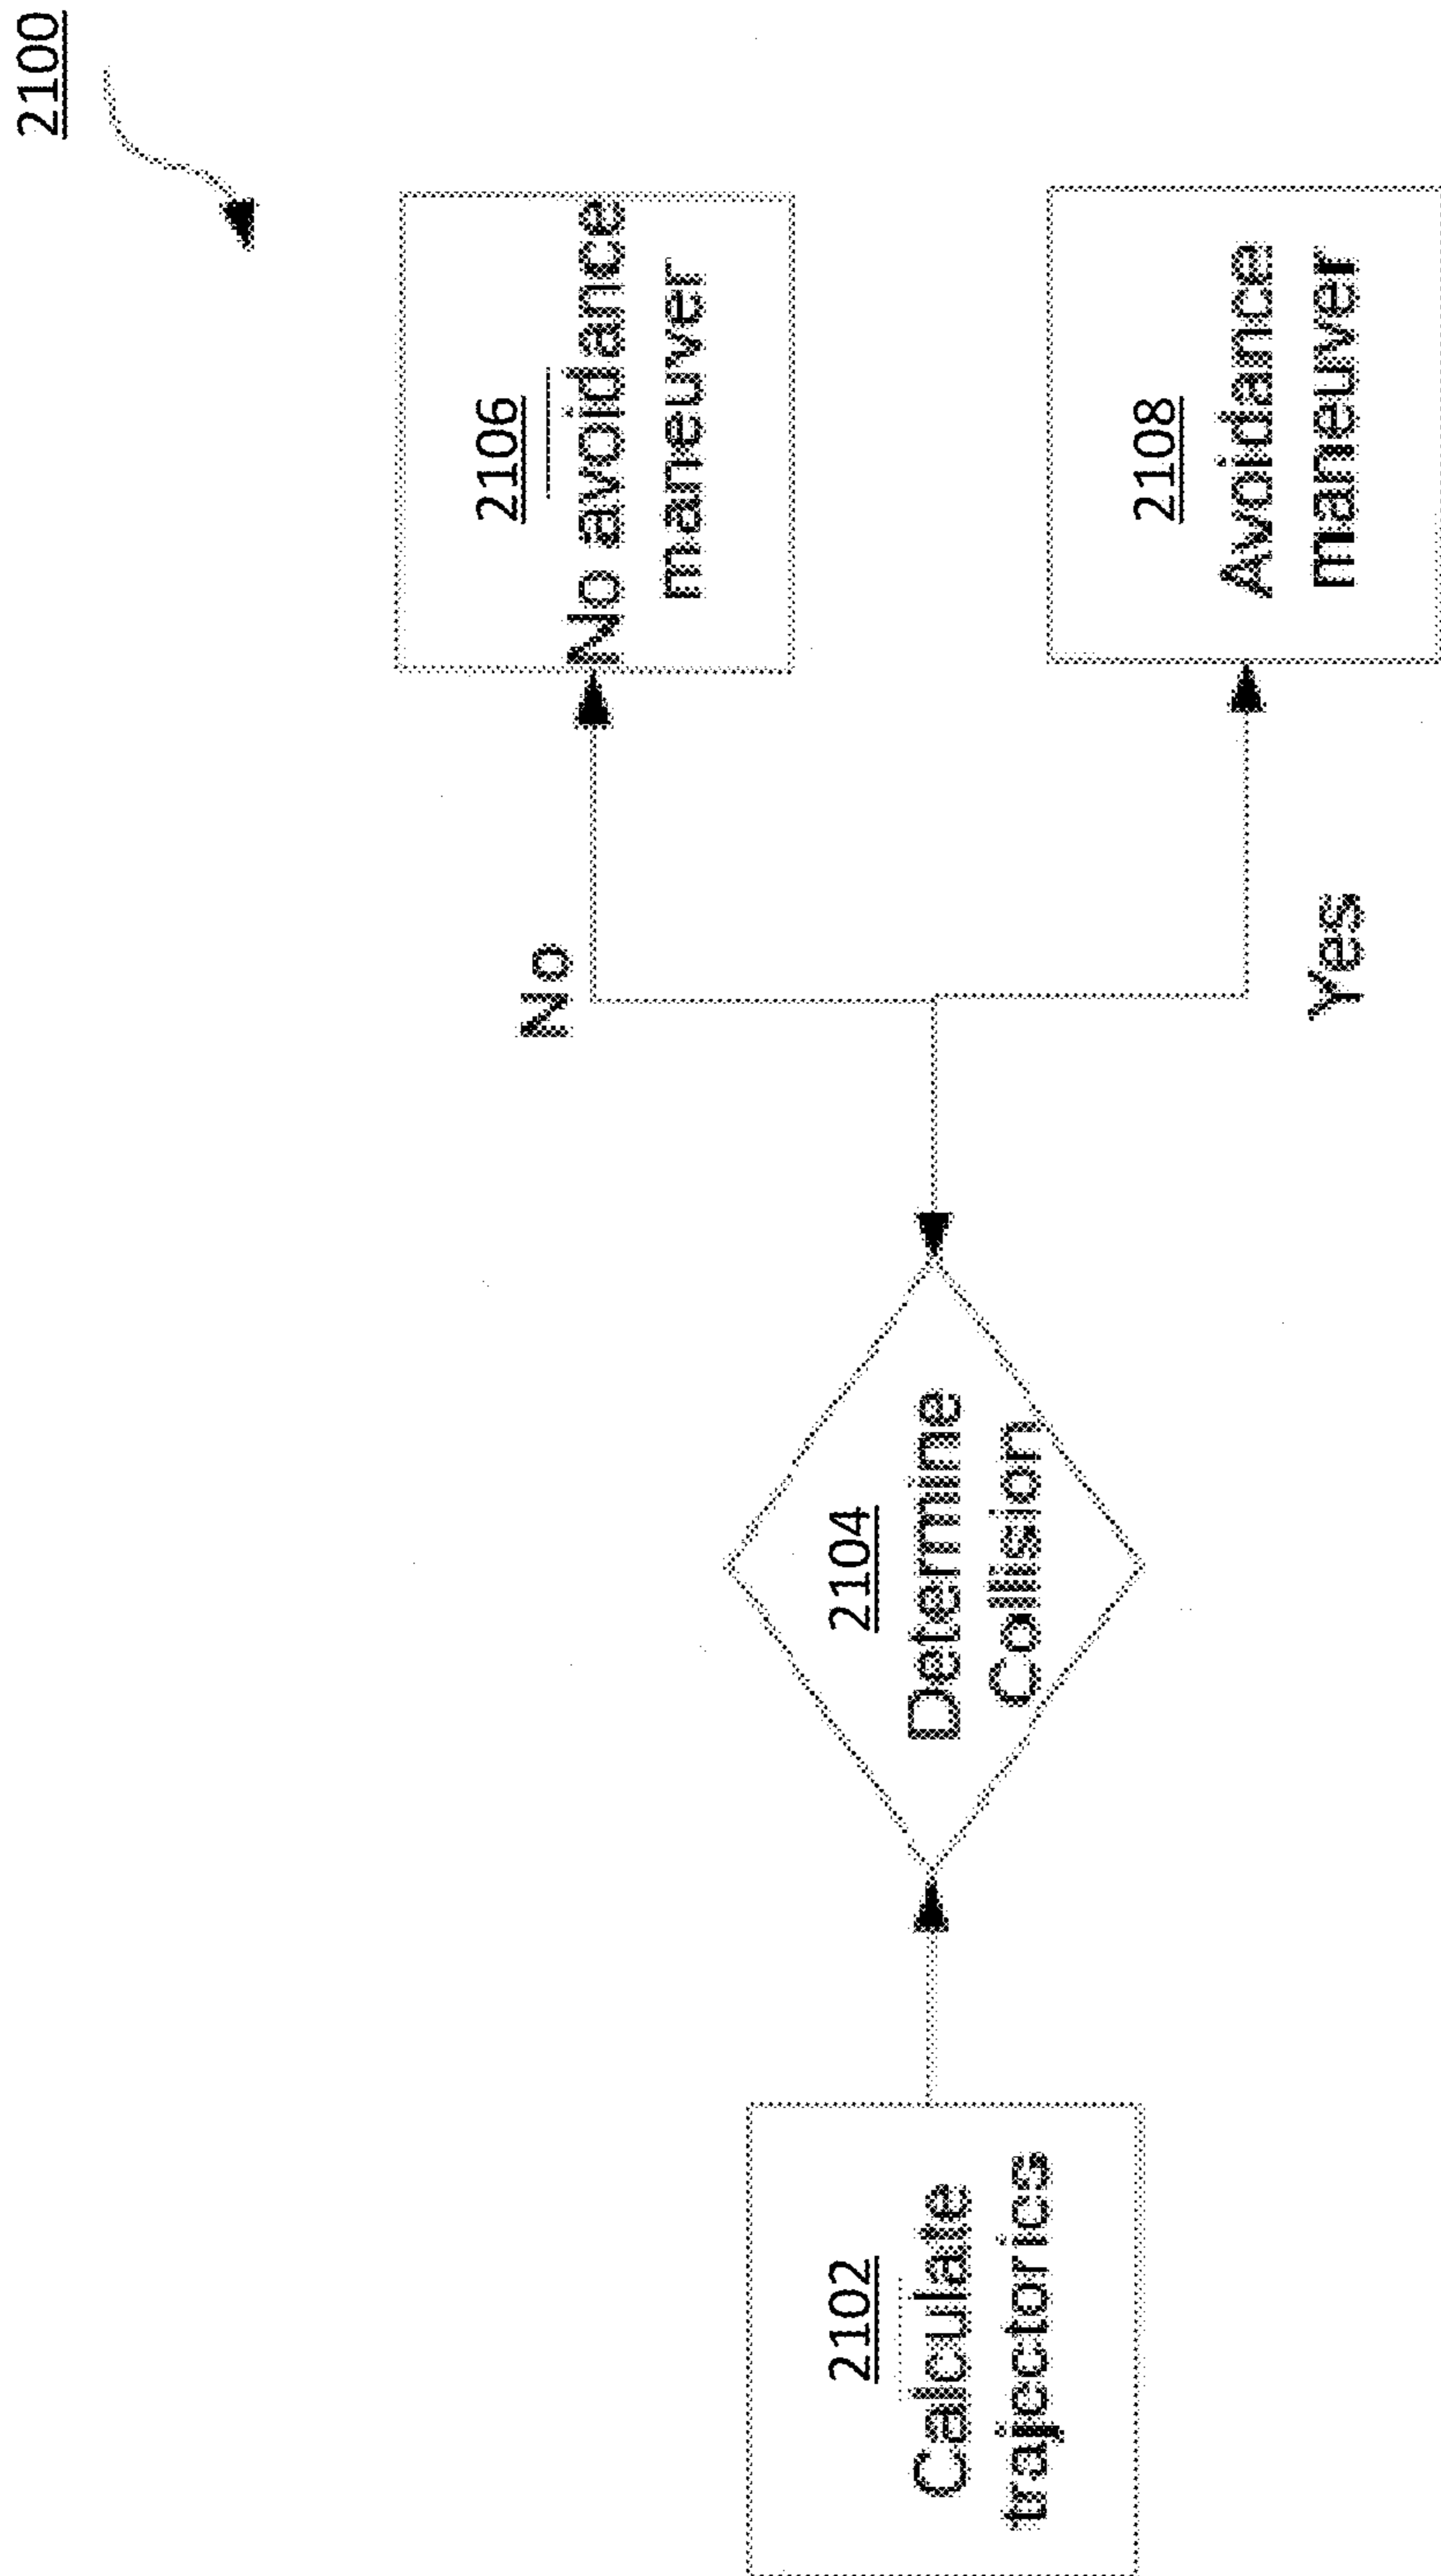 2100
2102
Calculate
trajectories
2104
Determine
Collision
No
2106
No avoidance
maneuver
Yes
2108
Avoidance
maneuver